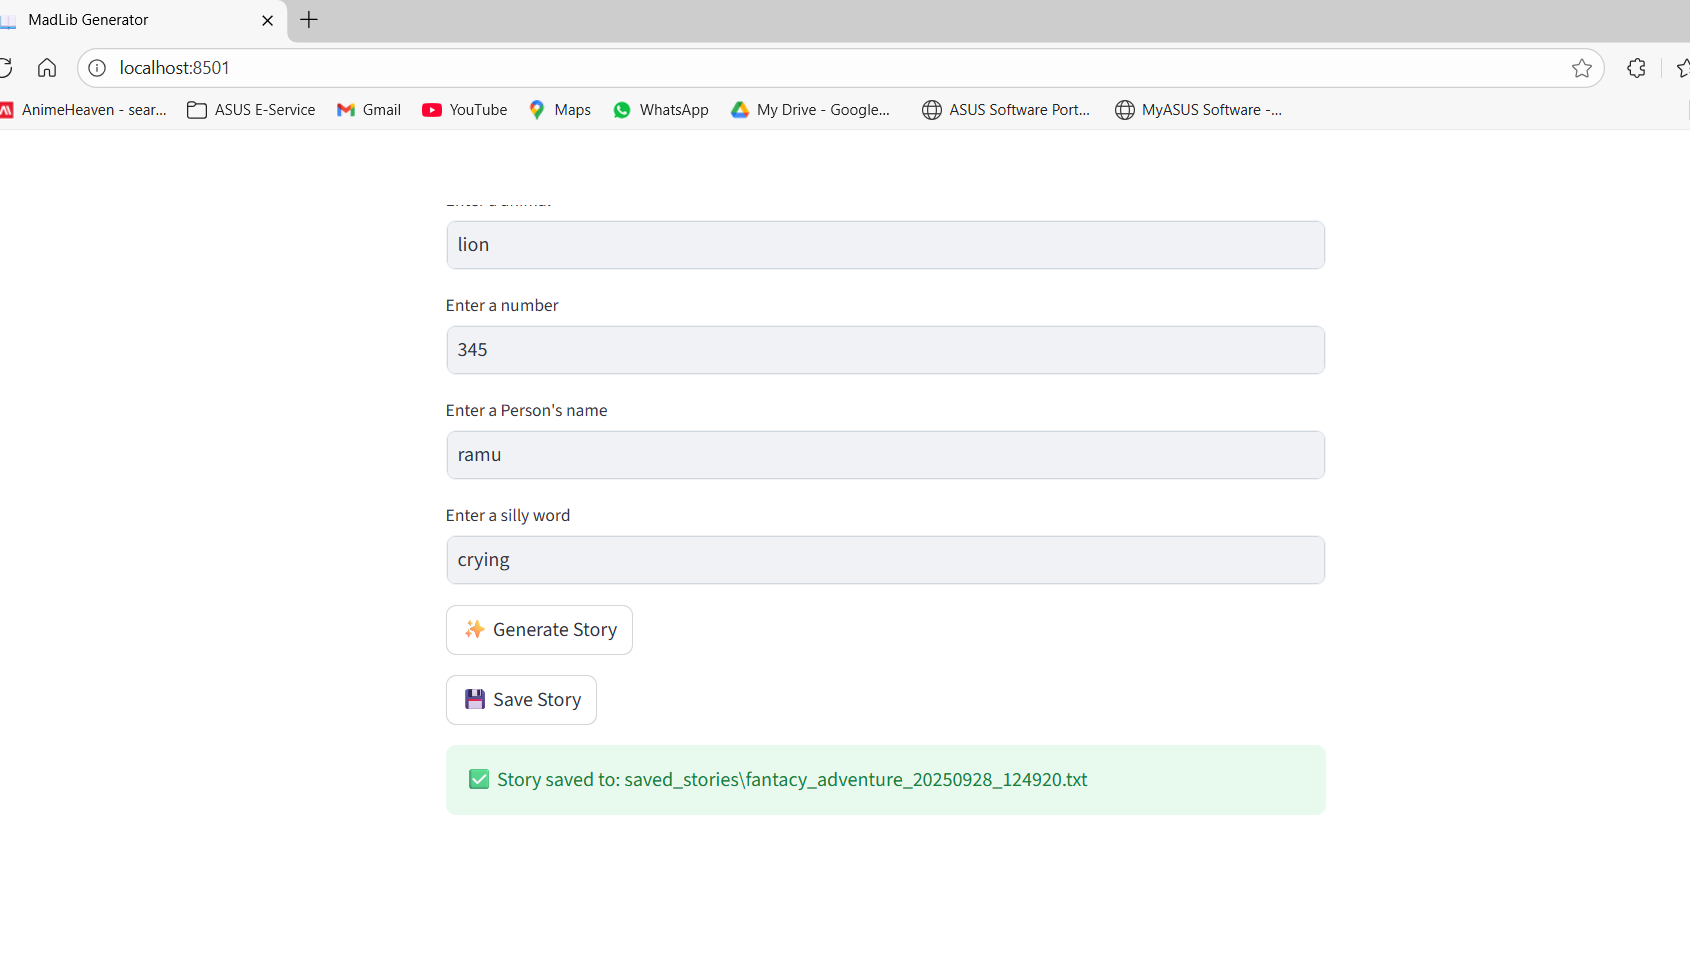 MadLib Generator
localhost:8501
AnimeHeaven - sear... ASUS E-Service Gmail YouTube Maps WhatsApp My Drive - Google... ASUS Software Port... MyASUS Software -...
lion
Enter a number
345
Enter a Person's name
ramu
Enter a silly word
crying
✨ Generate Story
💾 Save Story
✅ Story saved to: saved_stories\fantacy_adventure_20250928_124920.txt